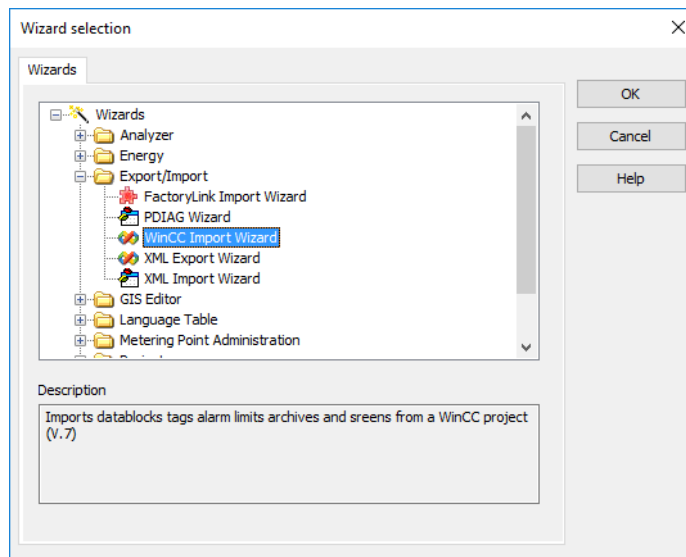 Wizard selection
Wizards
OK
Cancel
Help
Wizards
Analyzer
Energy
Export/Import
FactoryLink Import Wizard
PDIAG Wizard
WinCC Import Wizard
XML Export Wizard
XML Import Wizard
GIS Editor
Language Table
Metering Point Administration
Description
Imports datablocks tags alarm limits archives and sreens from a WinCC project
(V.7)